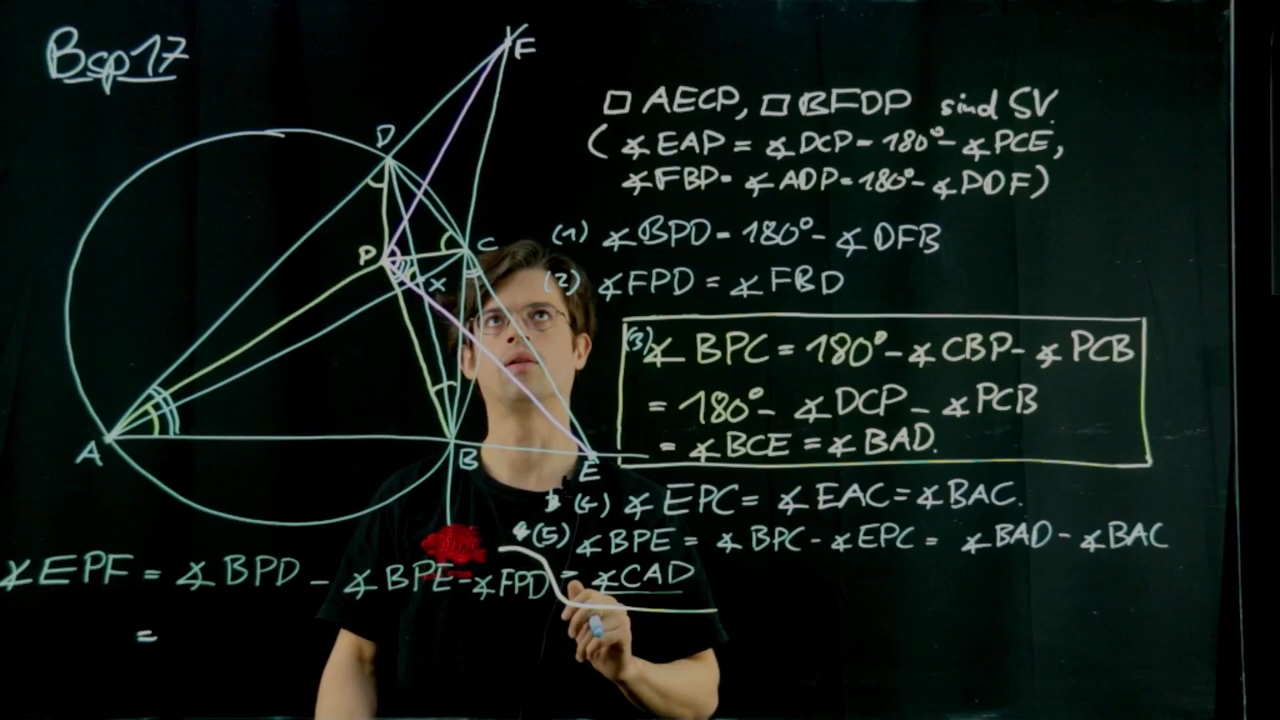 Bsp17
F
D
P
C
X
A
B
E
□ AECP, □ BFDP sind SV.
(∡EAP = ∡DCP = 180° - ∡PCE,
∡FBP = ∡ADP = 180° - ∡PDF)
(1) ∡BPD = 180° - ∡DFB
(2) ∡FPD = ∡FBD
(3) ∡BPC = 180° - ∡CBP - ∡PCB
= 180° - ∡DCP - ∡PCB
= ∡BCE = ∡BAD.
(4) ∡EPC = ∡EAC = ∡BAC.
(5) ∡BPE = ∡BPC - ∡EPC = ∡BAD - ∡BAC
= ∡CAD
∡EPF = ∡BPD - ∡BPE - ∡FPD
=